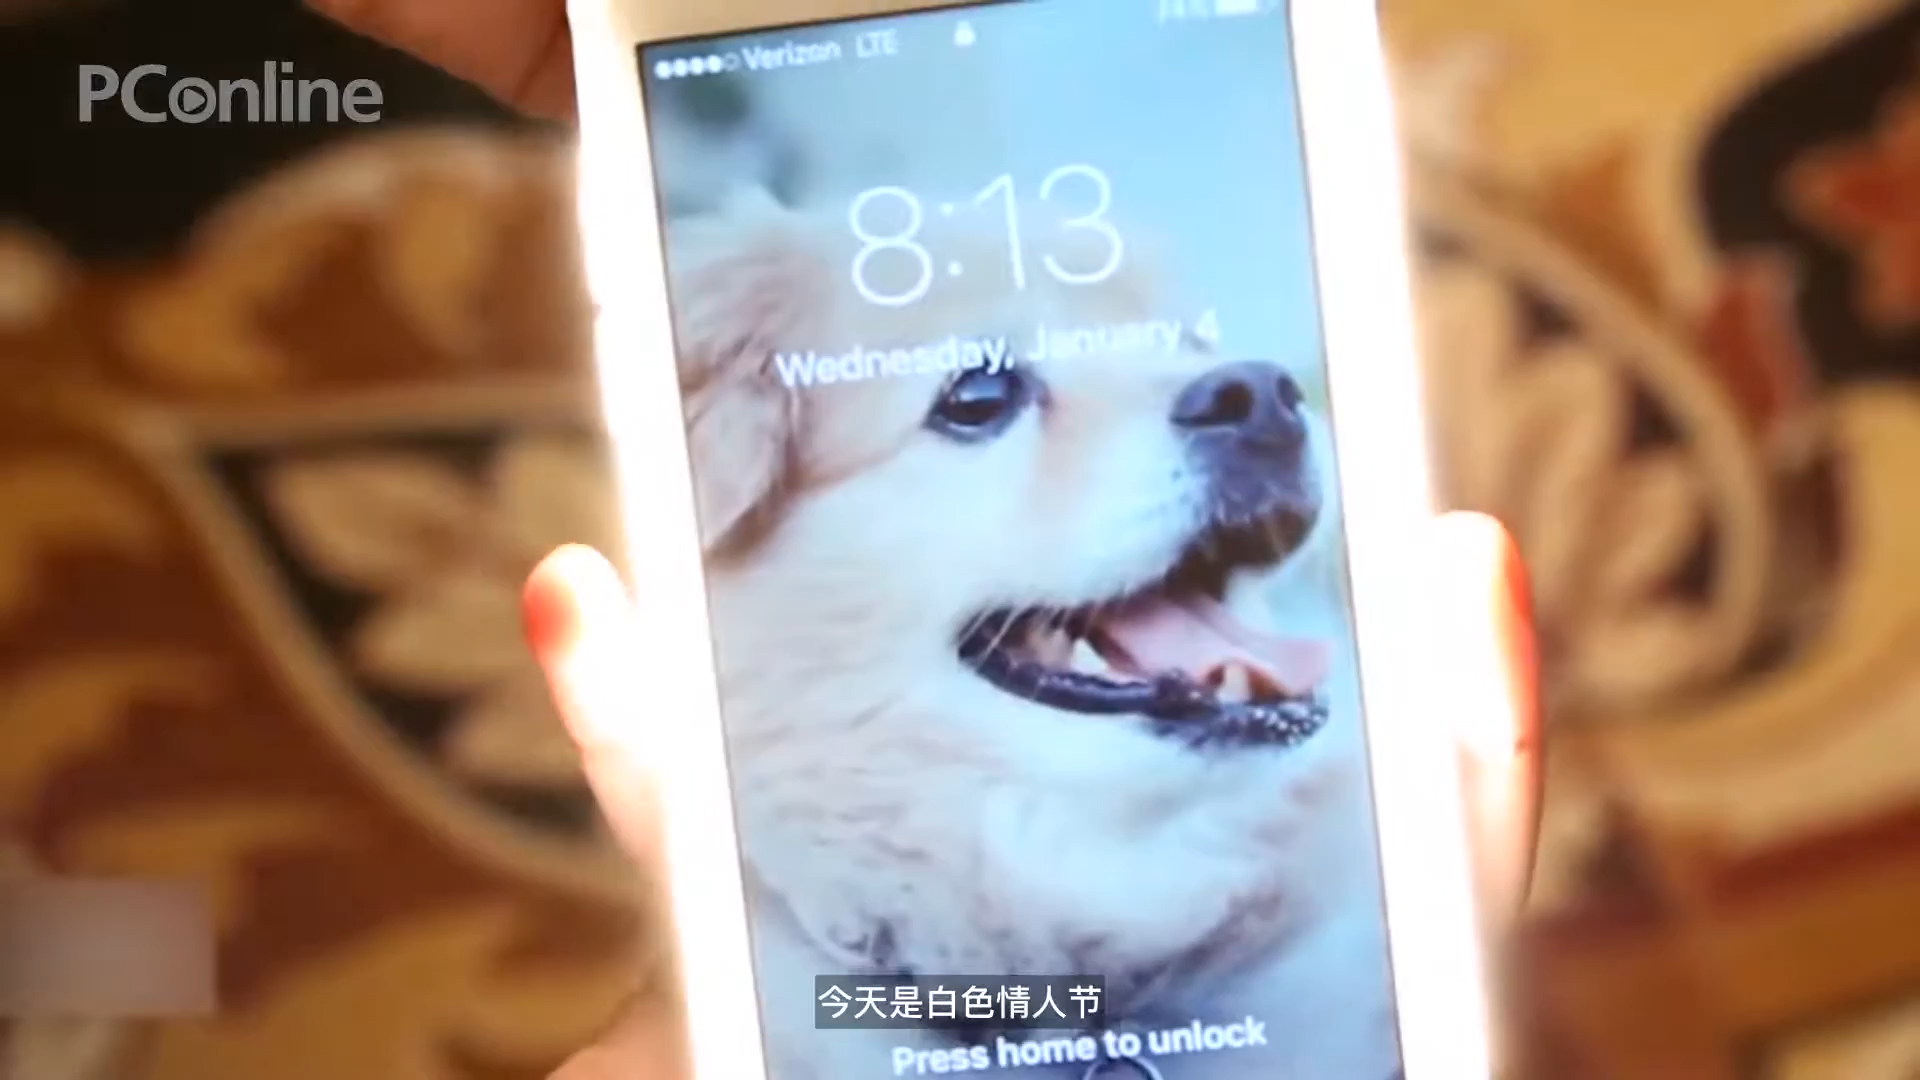 PConline
Verizon LTE
8:13
Wednesday, January 4
今天是白色情人节
Press home to unlock